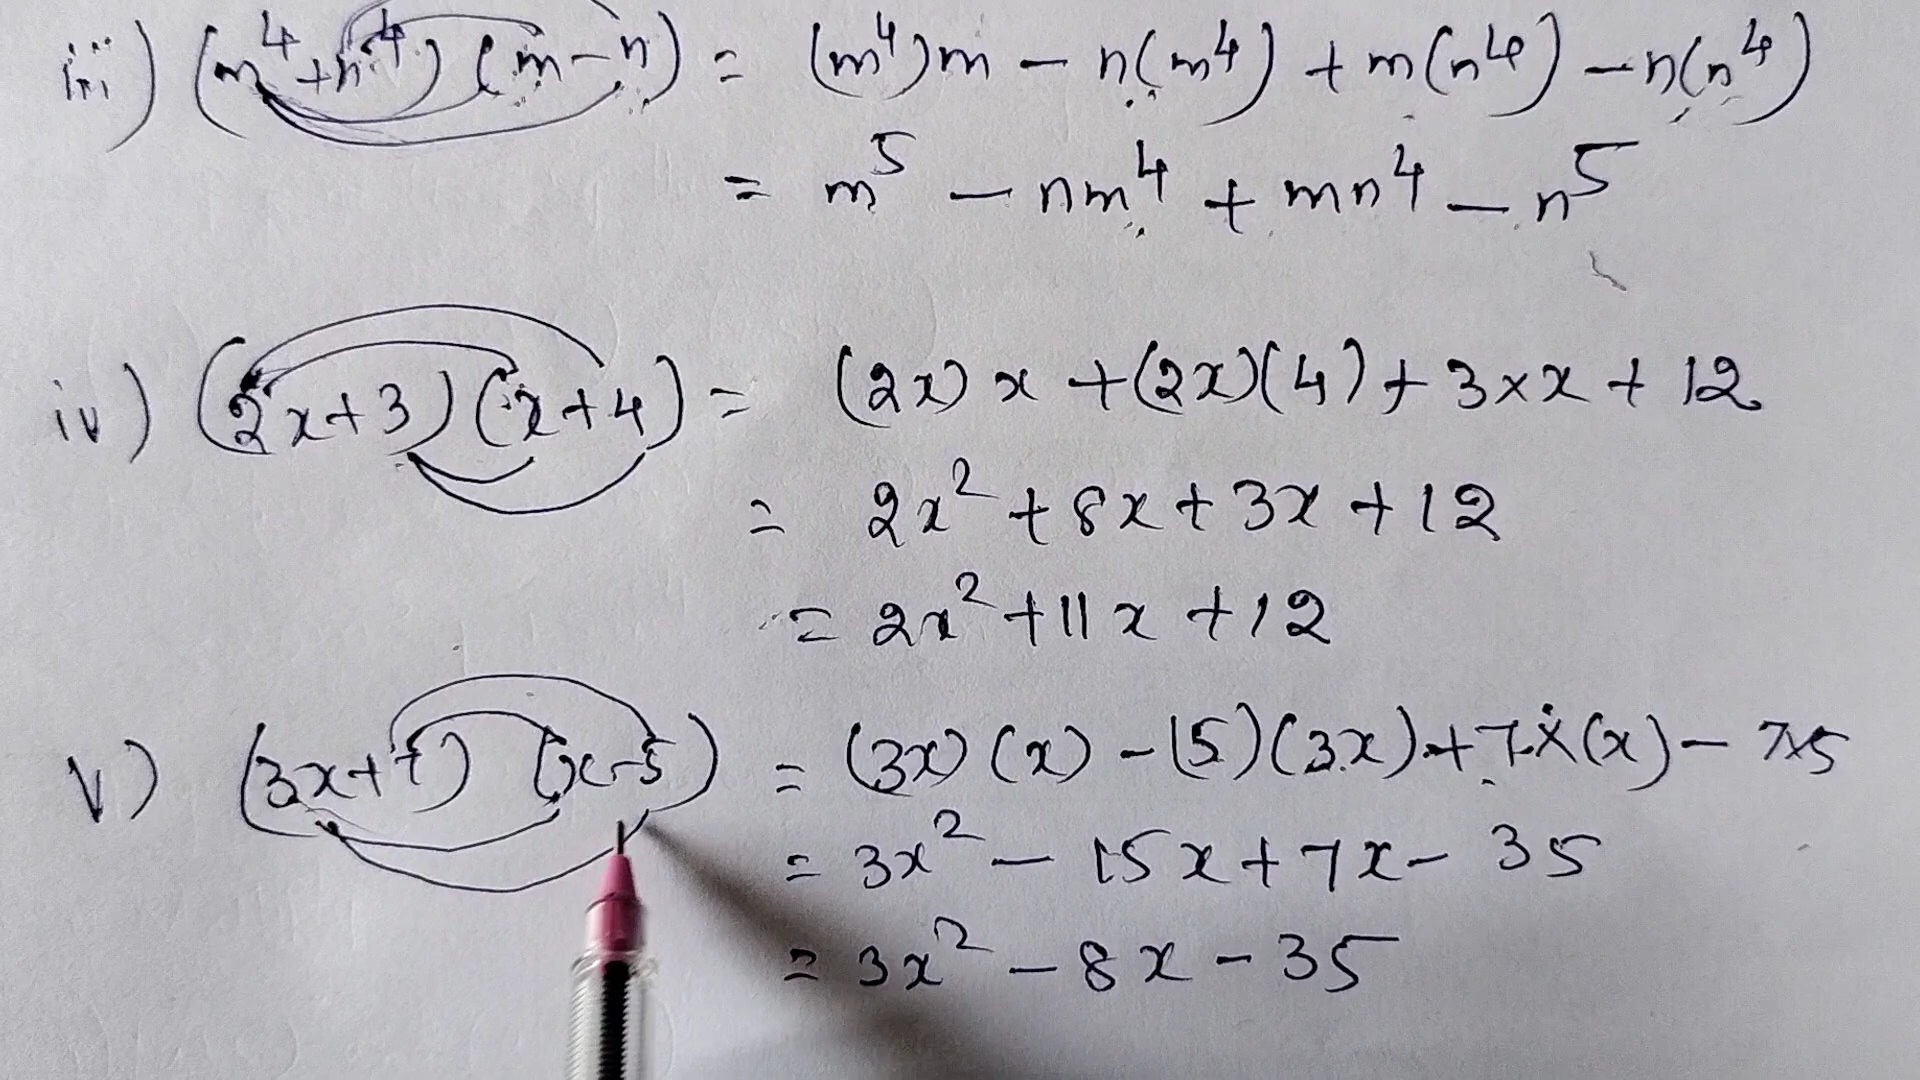 iii) (m⁴+n⁴) (m-n) = (m⁴)m - n(m⁴) + m(n⁴) - n(n⁴)
= m⁵ - nm⁴ + mn⁴ - n⁵
iv) (2x+3) (x+4) = (2x) x + (2x)(4) + 3×x + 12
= 2x² + 8x + 3x + 12
= 2x² + 11x + 12
v) (3x+7) (x-5) = (3x) (x) - (5) (3x) + 7×(x) - 7×5
= 3x² - 15x + 7x - 35
= 3x² - 8x - 35